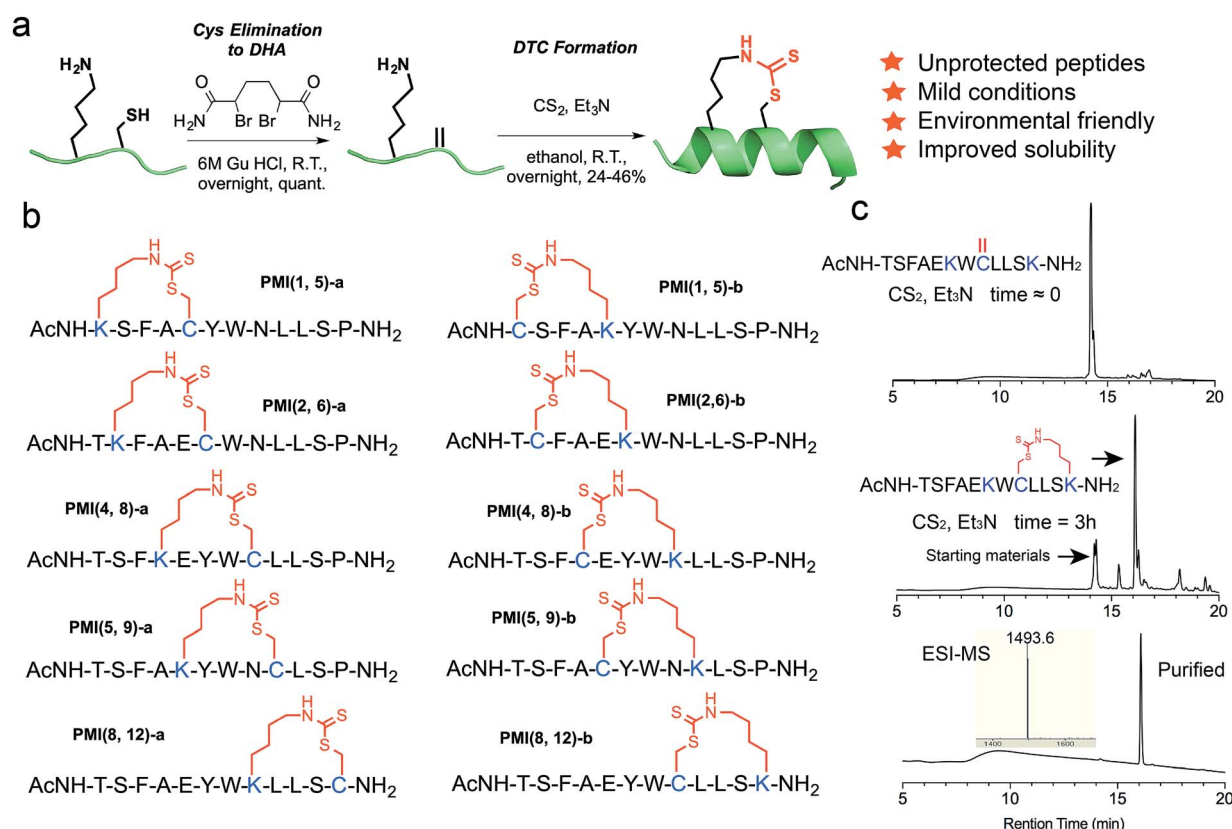 a
Cys Elimination
to DHA
DTC Formation
H₂N
SH
O
O
NH₂
Br Br
NH₂
6M Gu HCl, R.T.,
overnight, quant.
H₂N
CS₂, Et₃N
ethanol, R.T.,
overnight, 24-46%
NH
S
S
Unprotected peptides
Mild conditions
Environmental friendly
Improved solubility
b
H
N
S
S
PMI(1, 5)-a
AcNH-K-S-F-A-C-Y-W-N-L-L-S-P-NH₂
H
S
N
S
PMI(1, 5)-b
AcNH-C-S-F-A-K-Y-W-N-L-L-S-P-NH₂
H
N
S
S
PMI(2, 6)-a
AcNH-T-K-F-A-E-C-W-N-L-L-S-P-NH₂
H
S
N
S
PMI(2,6)-b
AcNH-T-C-F-A-E-K-W-N-L-L-S-P-NH₂
H
N
S
S
PMI(4, 8)-a
AcNH-T-S-F-K-E-Y-W-C-L-L-S-P-NH₂
H
S
N
S
PMI(4, 8)-b
AcNH-T-S-F-C-E-Y-W-K-L-L-S-P-NH₂
H
N
S
S
PMI(5, 9)-a
AcNH-T-S-F-A-K-Y-W-N-C-L-S-P-NH₂
H
S
N
S
PMI(5, 9)-b
AcNH-T-S-F-A-C-Y-W-N-K-L-S-P-NH₂
H
N
S
S
PMI(8, 12)-a
AcNH-T-S-F-A-E-Y-W-K-L-L-S-C-NH₂
H
S
N
S
PMI(8, 12)-b
AcNH-T-S-F-A-E-Y-W-C-L-L-S-K-NH₂
c
AcNH-TSFAEKWCLLSK-NH₂
CS₂, Et₃N time ≈ 0
5 10 15 20
H
S
N
S
AcNH-TSFAEKWCLLSK-NH₂
CS₂, Et₃N time = 3h
Starting materials
5 10 15 20
ESI-MS
1493.6
Purified
1400 1600
5 10 15 20
Rention Time (min)